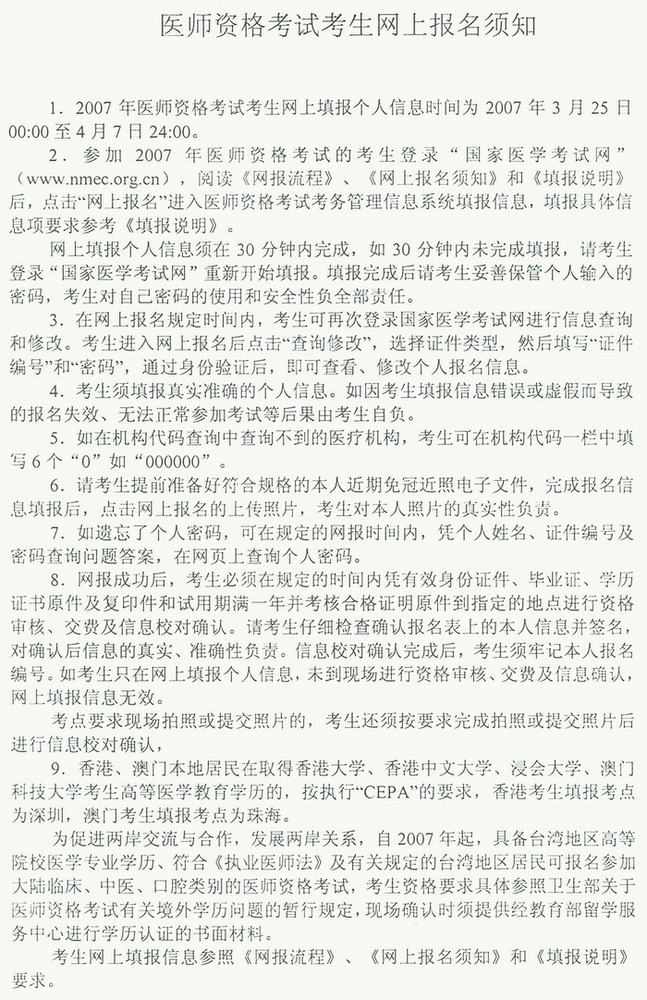 医师资格考试考生网上报名须知
1．2007 年医师资格考试考生网上填报个人信息时间为 2007 年 3 月 25 日
00:00 至 4 月 7 日 24:00。
2．参加 2007 年医师资格考试的考生登录“国家医学考试网”
（www.nmec.org.cn），阅读《网报流程》、《网上报名须知》和《填报说明》
后，点击“网上报名”进入医师资格考试考务管理信息系统填报信息，填报具体信
息项要求参考《填报说明》。
网上填报个人信息须在 30 分钟内完成，如 30 分钟内未完成填报，请考生
登录“国家医学考试网”重新开始填报。填报完成后请考生妥善保管个人输入的
密码，考生对自己密码的使用和安全性负全部责任。
3．在网上报名规定时间内，考生可再次登录国家医学考试网进行信息查询
和修改。考生进入网上报名后点击“查询修改”，选择证件类型，然后填写“证件
编号”和“密码”，通过身份验证后，即可查看、修改个人报名信息。
4．考生须填报真实准确的个人信息。如因考生填报信息错误或虚假而导致
的报名失效、无法正常参加考试等后果由考生自负。
5．如在机构代码查询中查询不到的医疗机构，考生可在机构代码一栏中填
写 6 个“0”如“000000”。
6．请考生提前准备好符合规格的本人近期免冠近照电子文件，完成报名信
息填报后，点击网上报名的上传照片，考生对本人照片的真实性负责。
7．如遗忘了个人密码，可在规定的网报时间内，凭个人姓名、证件编号及
密码查询问题答案，在网页上查询个人密码。
8．网报成功后，考生必须在规定的时间内凭有效身份证件、毕业证、学历
证书原件及复印件和试用期满一年并考核合格证明原件到指定的地点进行资格
审核、交费及信息校对确认。请考生仔细检查确认报名表上的本人信息并签名，
对确认后信息的真实、准确性负责。信息校对确认完成后，考生须牢记本人报名
编号。如考生只在网上填报个人信息，未到现场进行资格审核、交费及信息确认，
网上填报信息无效。
考点要求现场拍照或提交照片的，考生还须按要求完成拍照或提交照片后
进行信息校对确认，
9．香港、澳门本地居民在取得香港大学、香港中文大学、浸会大学、澳门
科技大学考生高等医学教育学历的，按执行“CEPA”的要求，香港考生填报考点
为深圳，澳门考生填报考点为珠海。
为促进两岸交流与合作，发展两岸关系，自 2007 年起，具备台湾地区高等
院校医学专业学历、符合《执业医师法》及有关规定的台湾地区居民可报名参加
大陆临床、中医、口腔类别的医师资格考试，考生资格要求具体参照卫生部关于
医师资格考试有关境外学历问题的暂行规定，现场确认时须提供经教育部留学服
务中心进行学历认证的书面材料。
考生网上填报信息参照《网报流程》、《网上报名须知》和《填报说明》
要求。